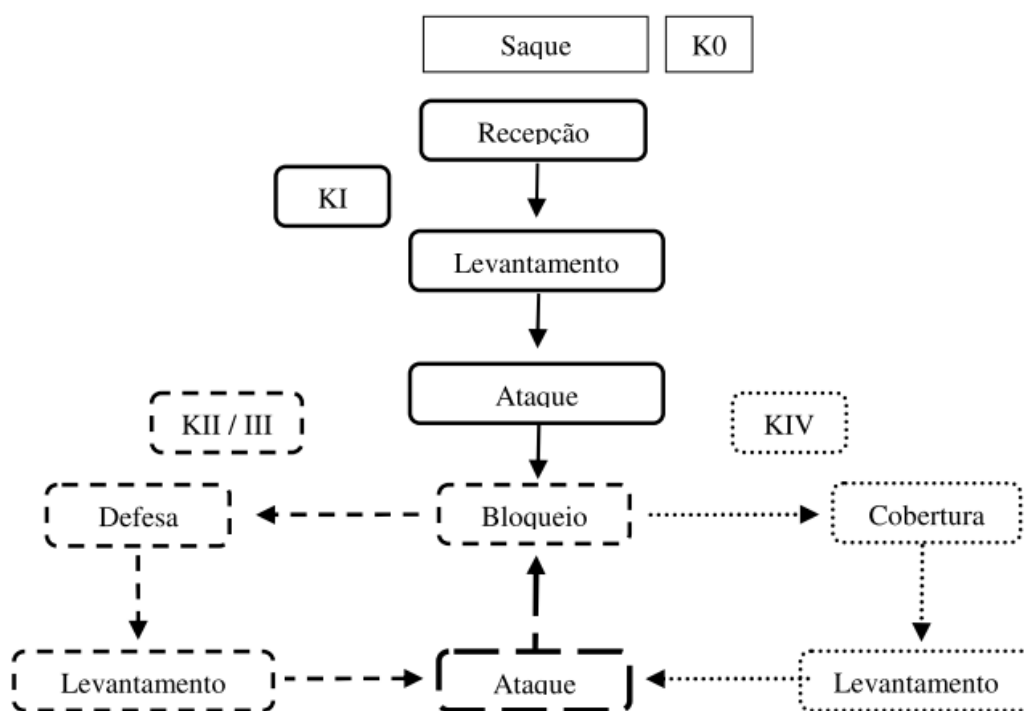 Saque
K0
Recepção
KI
Levantamento
Ataque
KII / III
KIV
Defesa
Bloqueio
Cobertura
Levantamento
Ataque
Levantamento